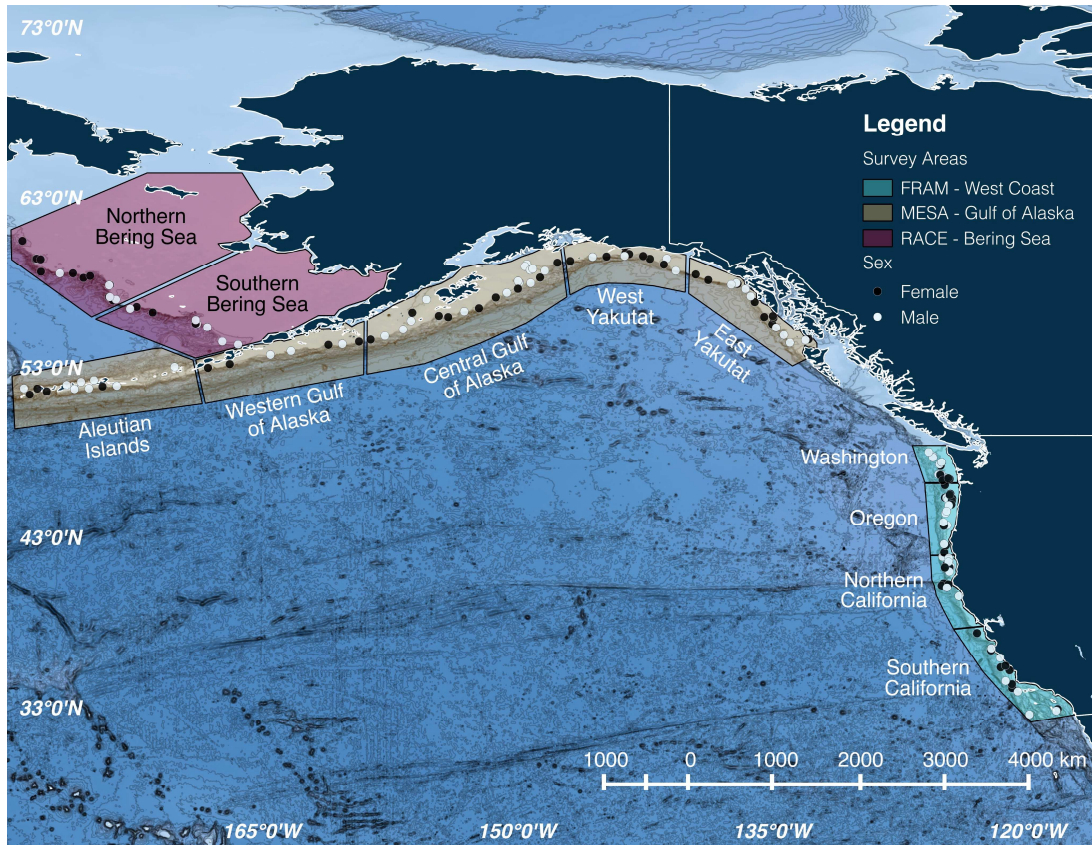 73°0'N
Legend
Survey Areas
FRAM - West Coast
MESA - Gulf of Alaska
RACE - Bering Sea
Sex
Female
Male
63°0'N
Northern
Bering Sea
Southern
Bering Sea
West
Yakutat
East
Yakutat
53°0'N
Central Gulf
of Alaska
Western Gulf
of Alaska
Aleutian
Islands
Washington
Oregon
43°0'N
Northern
California
Southern
California
33°0'N
1000 0 1000 2000 3000 4000 km
165°0'W 150°0'W 135°0'W 120°0'W